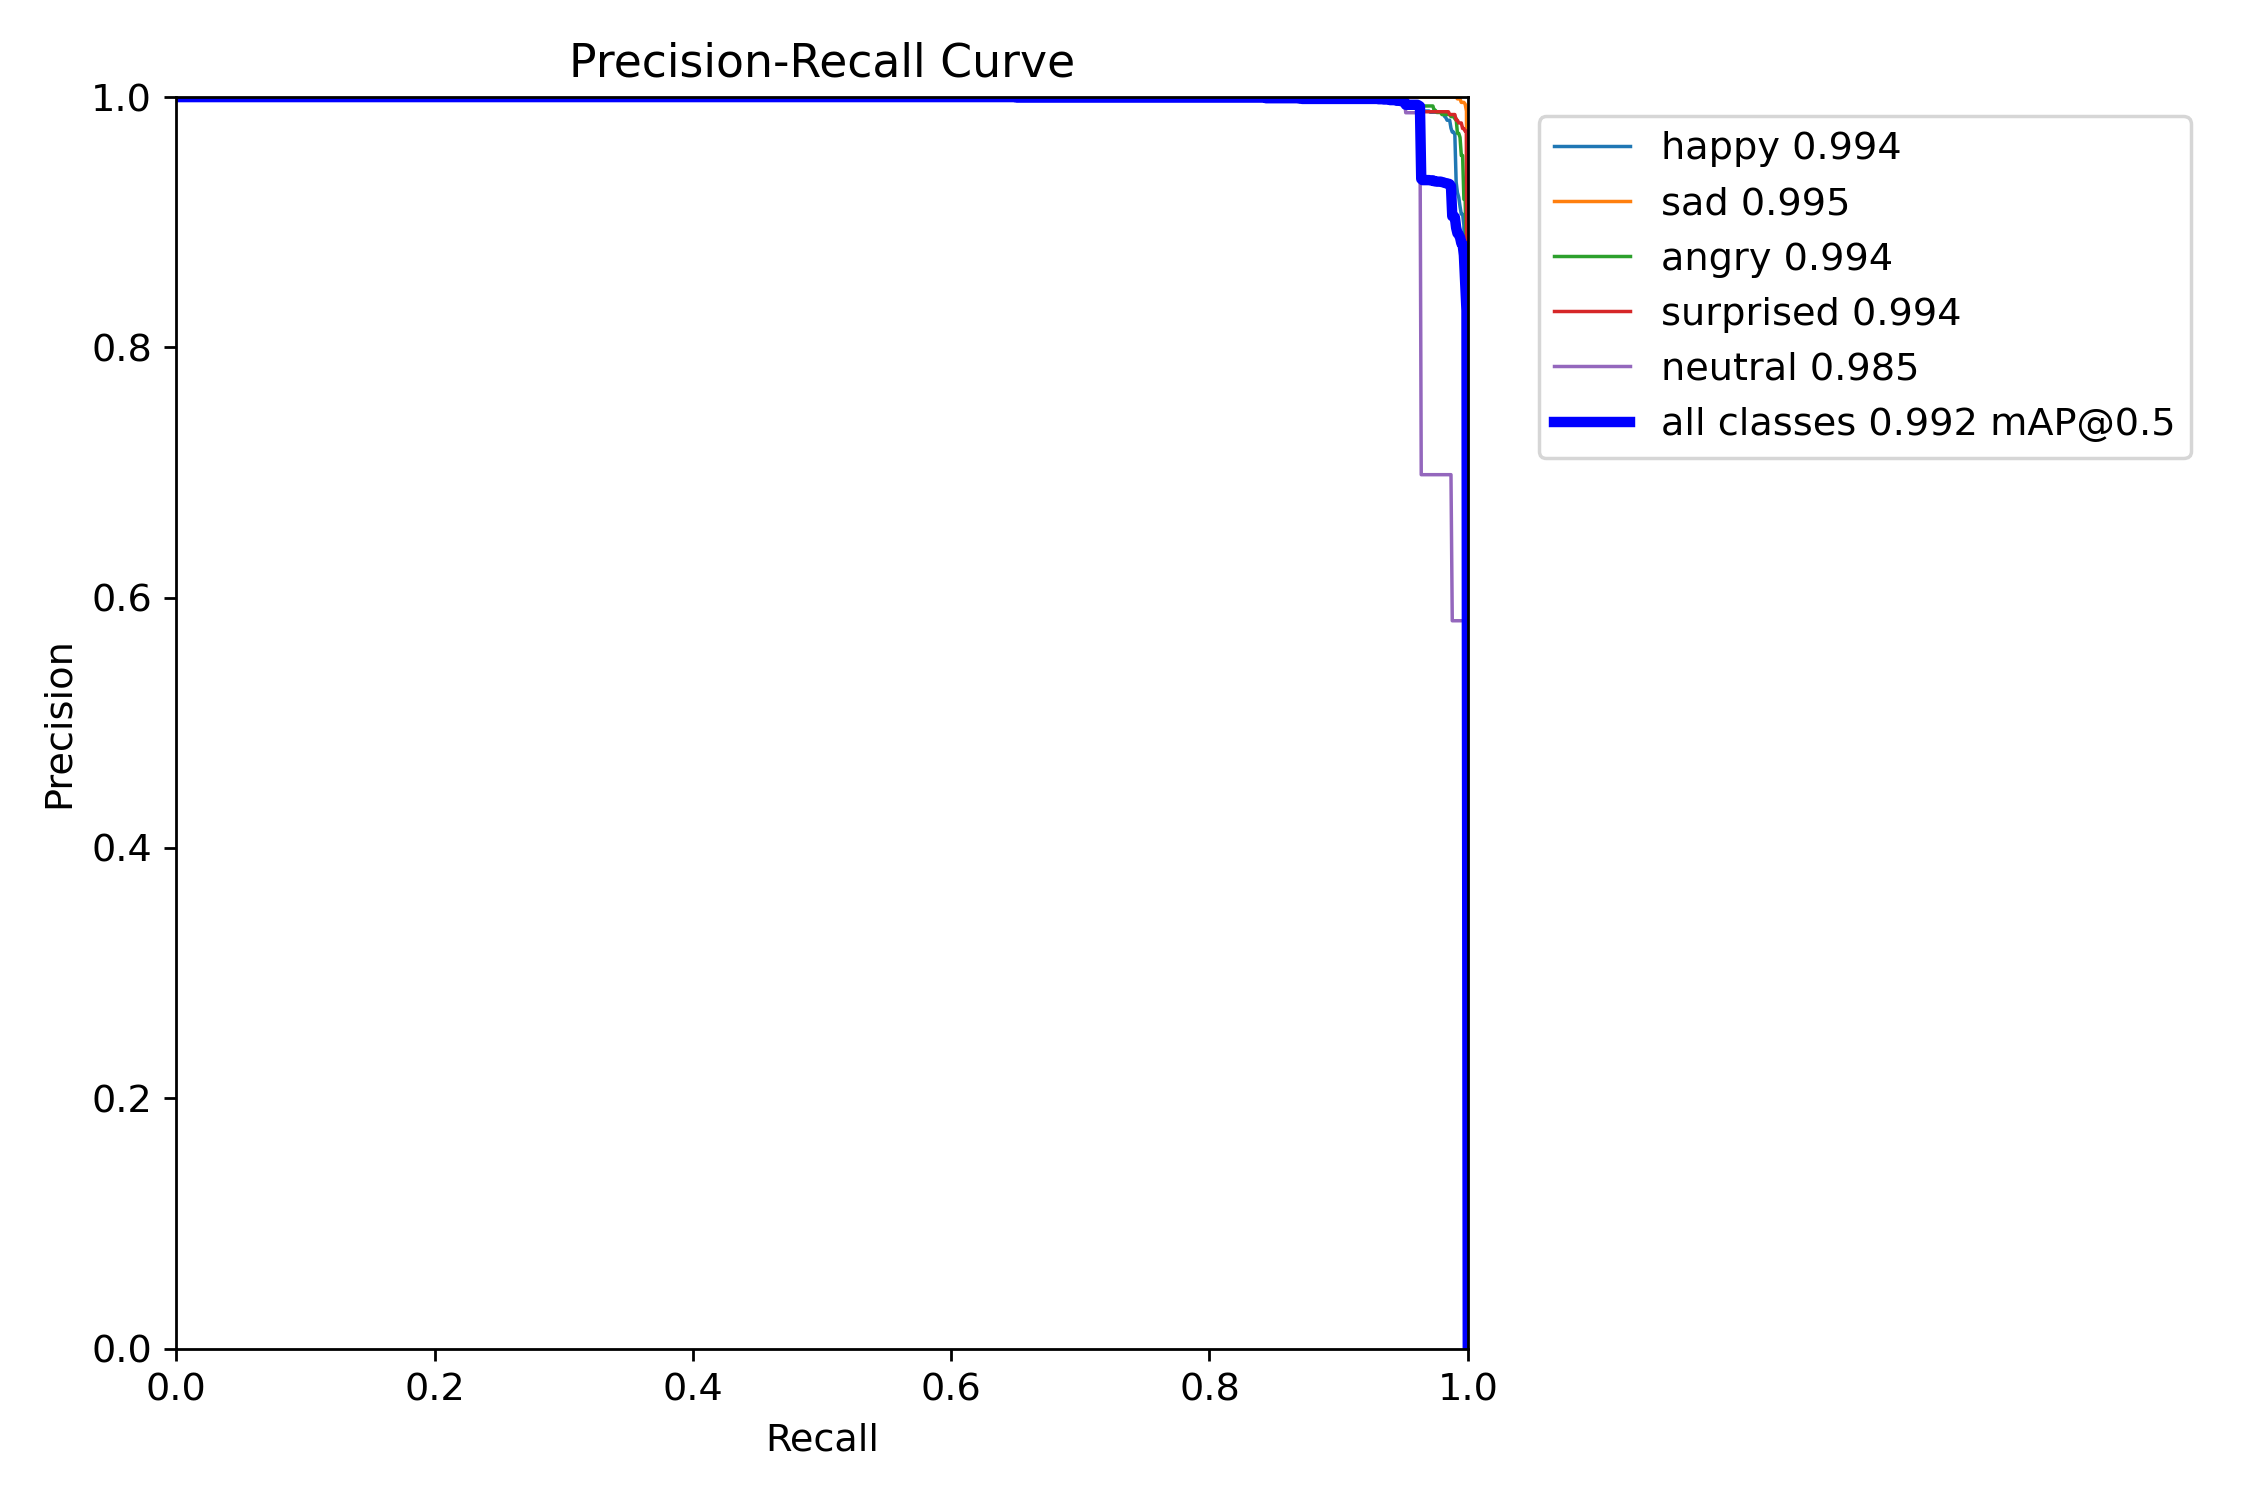 Precision-Recall Curve
1.0
0.8
0.6
0.4
0.2
0.0
Precision
0.0 0.2 0.4 0.6 0.8 1.0
Recall
happy 0.994
sad 0.995
angry 0.994
surprised 0.994
neutral 0.985
all classes 0.992 mAP@0.5